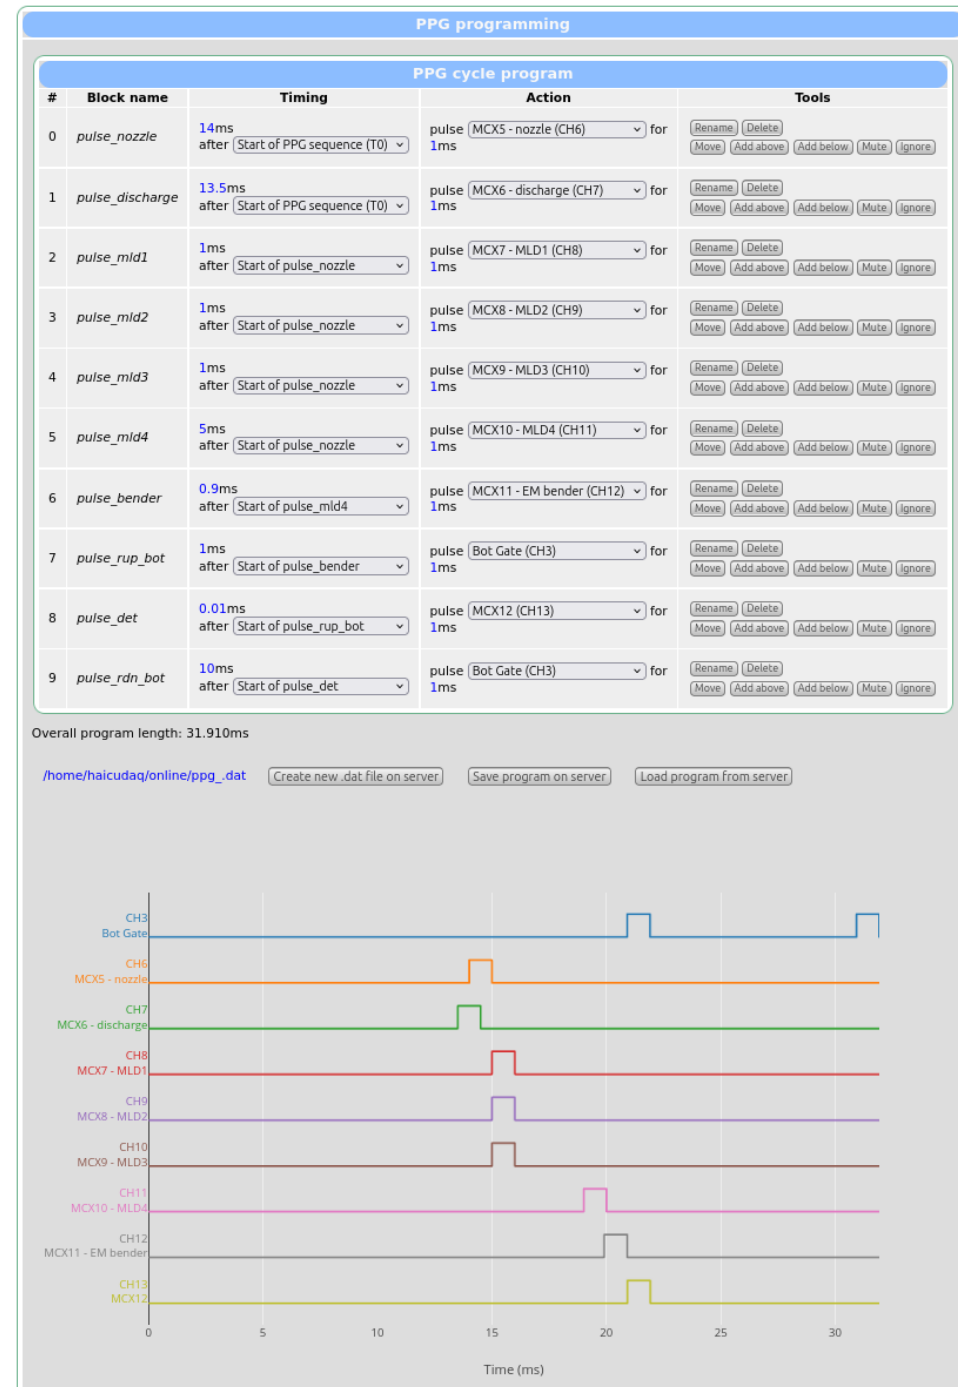 PPG programming
PPG cycle program
# Block name Timing Action Tools
0 pulse_nozzle 14ms after Start of PPG sequence (T0) pulse MCX5 - nozzle (CH6) for 1ms Rename Delete Move Add above Add below Mute Ignore
1 pulse_discharge 13.5ms after Start of PPG sequence (T0) pulse MCX6 - discharge (CH7) for 1ms Rename Delete Move Add above Add below Mute Ignore
2 pulse_mld1 1ms after Start of pulse_nozzle pulse MCX7 - MLD1 (CH8) for 1ms Rename Delete Move Add above Add below Mute Ignore
3 pulse_mld2 1ms after Start of pulse_nozzle pulse MCX8 - MLD2 (CH9) for 1ms Rename Delete Move Add above Add below Mute Ignore
4 pulse_mld3 1ms after Start of pulse_nozzle pulse MCX9 - MLD3 (CH10) for 1ms Rename Delete Move Add above Add below Mute Ignore
5 pulse_mld4 5ms after Start of pulse_nozzle pulse MCX10 - MLD4 (CH11) for 1ms Rename Delete Move Add above Add below Mute Ignore
6 pulse_bender 0.9ms after Start of pulse_mld4 pulse MCX11 - EM bender (CH12) for 1ms Rename Delete Move Add above Add below Mute Ignore
7 pulse_rup_bot 1ms after Start of pulse_bender pulse Bot Gate (CH3) for 1ms Rename Delete Move Add above Add below Mute Ignore
8 pulse_det 0.01ms after Start of pulse_rup_bot pulse MCX12 (CH13) for 1ms Rename Delete Move Add above Add below Mute Ignore
9 pulse_rdn_bot 10ms after Start of pulse_det pulse Bot Gate (CH3) for 1ms Rename Delete Move Add above Add below Mute Ignore
Overall program length: 31.910ms
/home/haicudaq/online/ppg_.dat Create new .dat file on server Save program on server Load program from server
CH3
Bot Gate
CH6
MCX5 - nozzle
CH7
MCX6 - discharge
CH8
MCX7 - MLD1
CH9
MCX8 - MLD2
CH10
MCX9 - MLD3
CH11
MCX10 - MLD4
CH12
MCX11 - EM bender
CH13
MCX12
0 5 10 15 20 25 30
Time (ms)